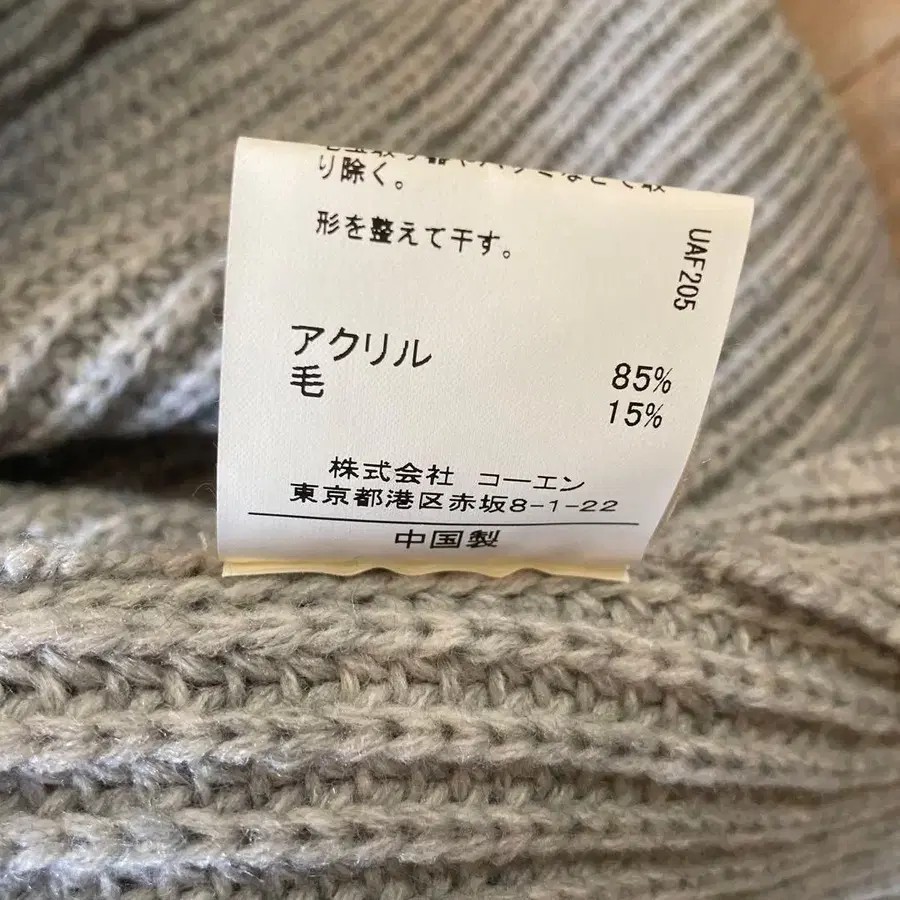 り除く。
形を整えて干す。
UAF205
アクリル 85%
毛 15%
株式会社 コーエン
東京都港区赤坂8-1-22
中国製